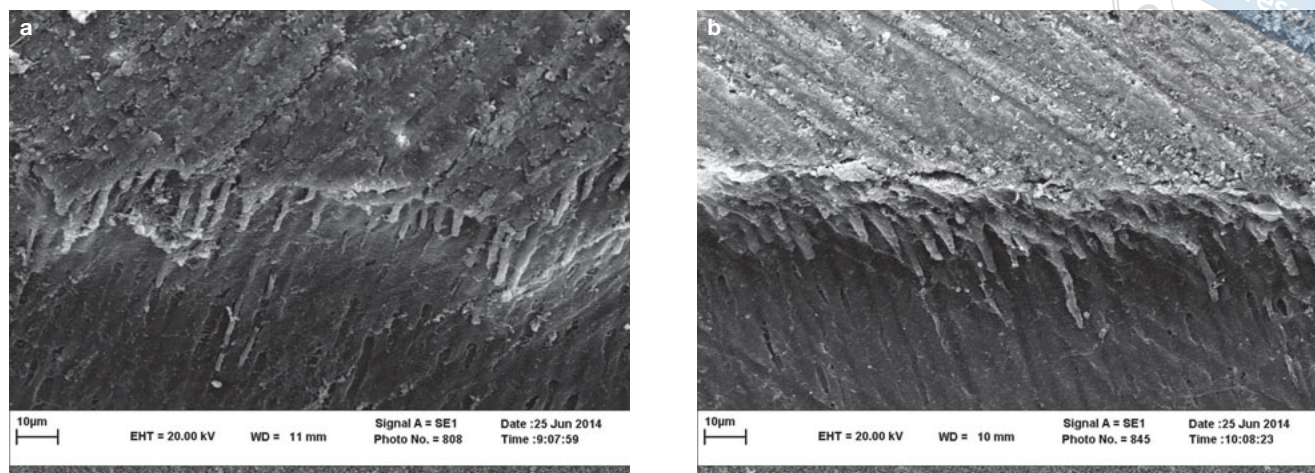 a
10µm
EHT = 20.00 kV WD = 11 mm Signal A = SE1 Date :25 Jun 2014
Photo No. = 808 Time :9:07:59
b
10µm
EHT = 20.00 kV WD = 10 mm Signal A = SE1 Date :25 Jun 2014
Photo No. = 845 Time :10:08:23